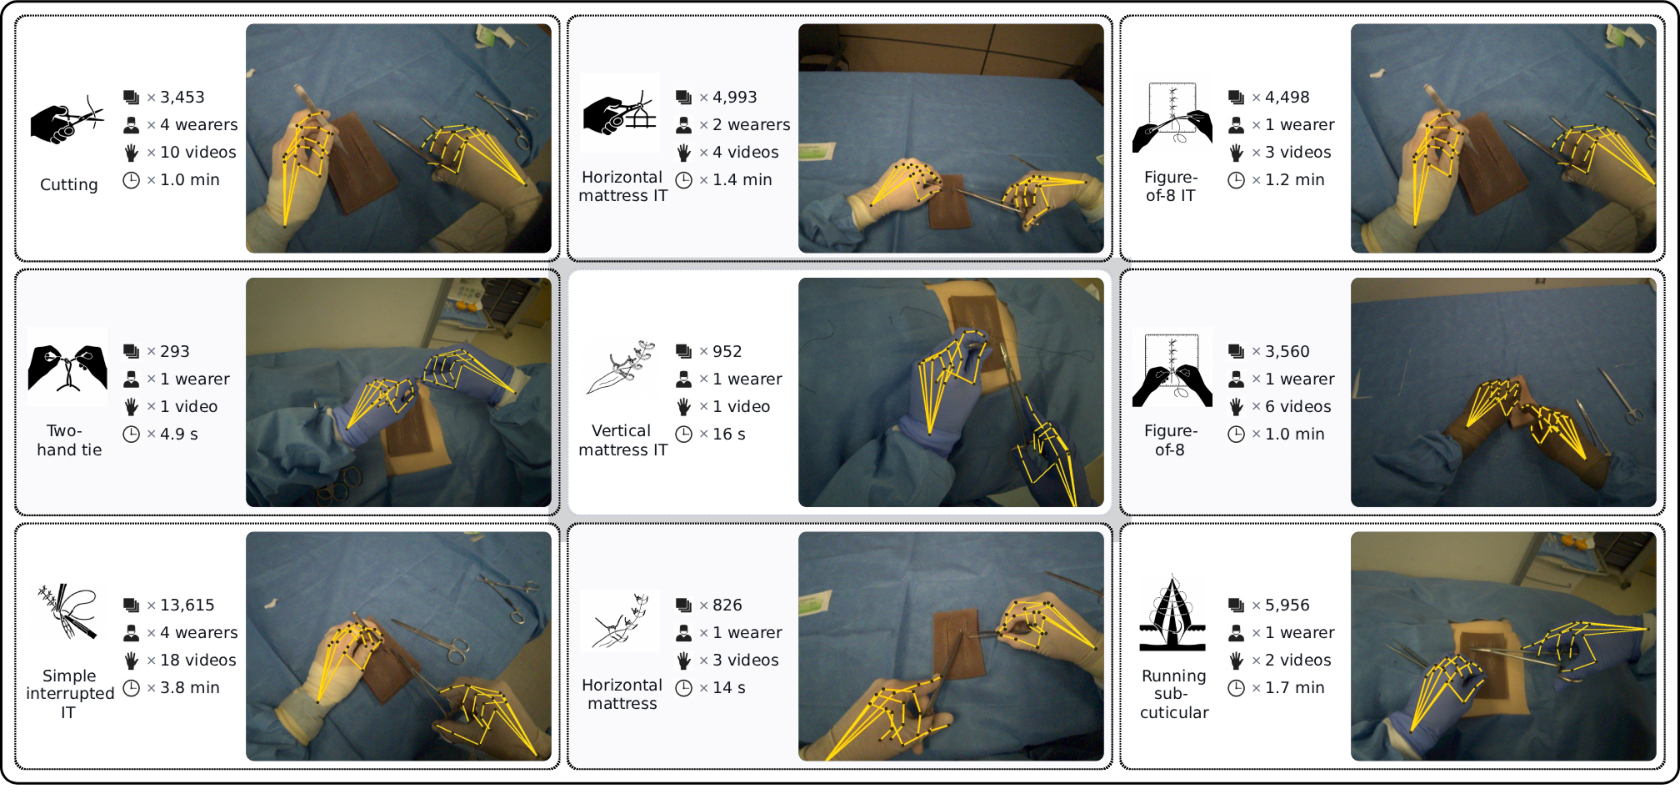 × 3,453
× 4 wearers
× 10 videos
× 1.0 min
Cutting
× 4,993
× 2 wearers
× 4 videos
× 1.4 min
Horizontal
mattress IT
× 4,498
× 1 wearer
× 3 videos
× 1.2 min
Figure-
of-8 IT
× 293
× 1 wearer
× 1 video
× 4.9 s
Two-
hand tie
× 952
× 1 wearer
× 1 video
× 16 s
Vertical
mattress IT
× 3,560
× 1 wearer
× 6 videos
× 1.0 min
Figure-
of-8
× 13,615
× 4 wearers
× 18 videos
× 3.8 min
Simple
interrupted
IT
× 826
× 1 wearer
× 3 videos
× 14 s
Horizontal
mattress
× 5,956
× 1 wearer
× 2 videos
× 1.7 min
Running
sub-
cuticular